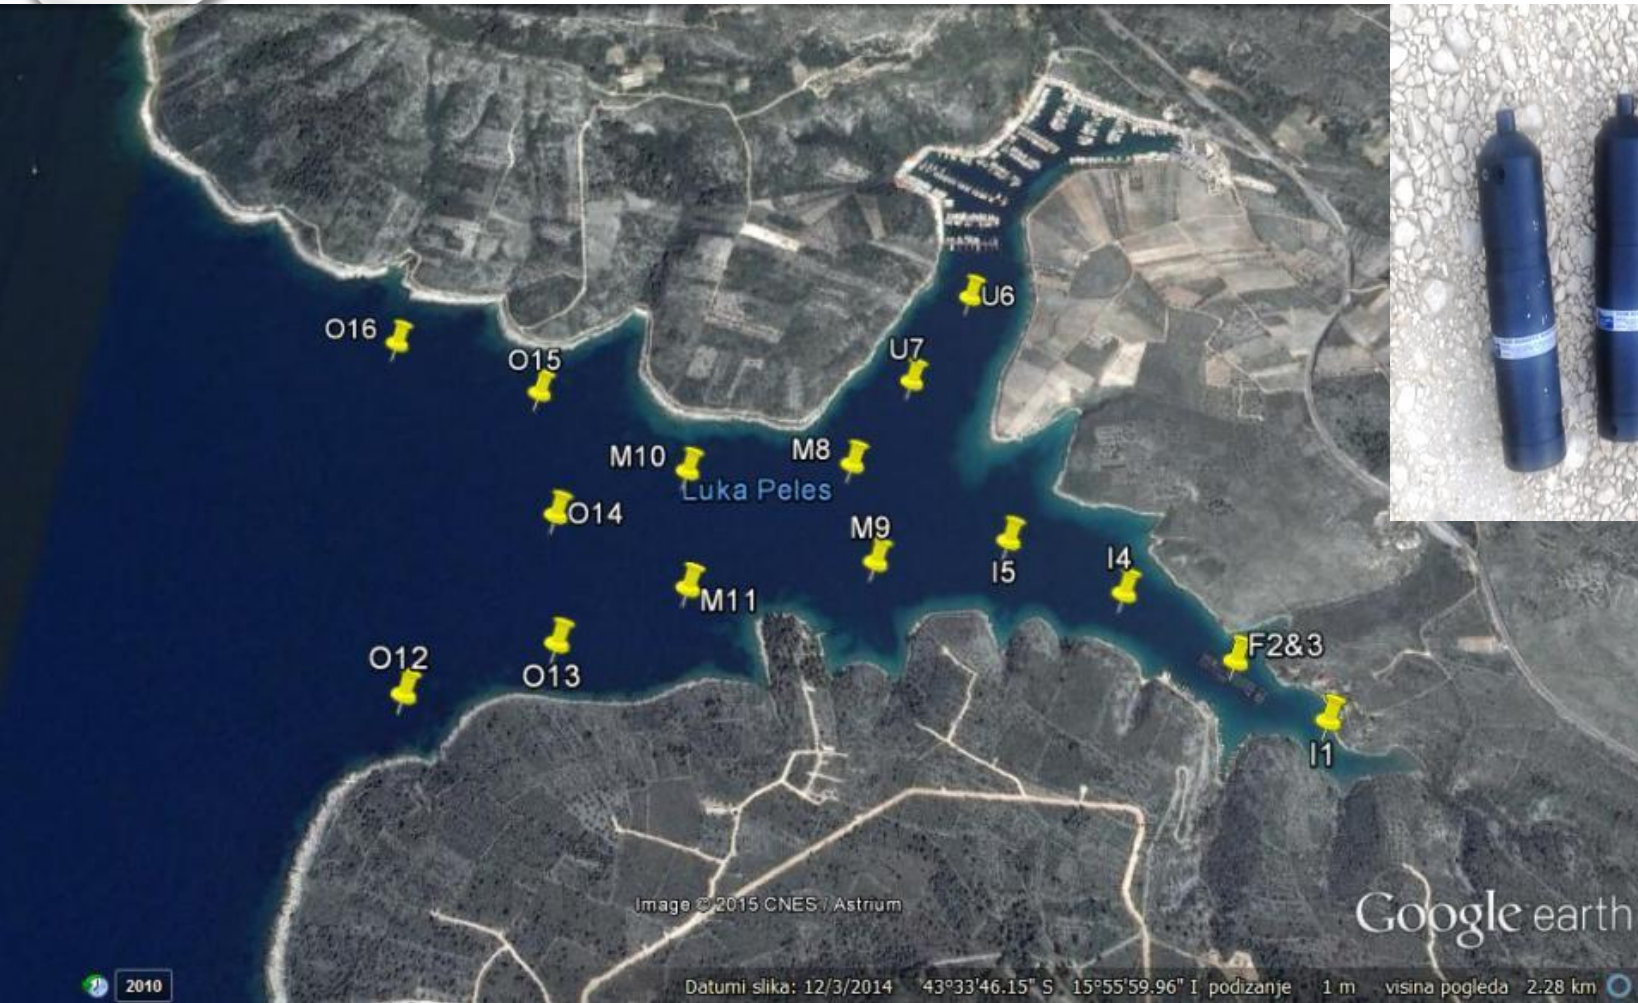 U6
O16
U7
O15
M10
M8
Luka Peles
O14
M9
I4
I5
M11
F2&3
O12
O13
I1
Image © 2015 CNES / Astrium
Google earth
2010
Datumi slika: 12/3/2014 43°33'46.15" S 15°55'59.96" I podizanje 1 m visina pogleda 2.28 km